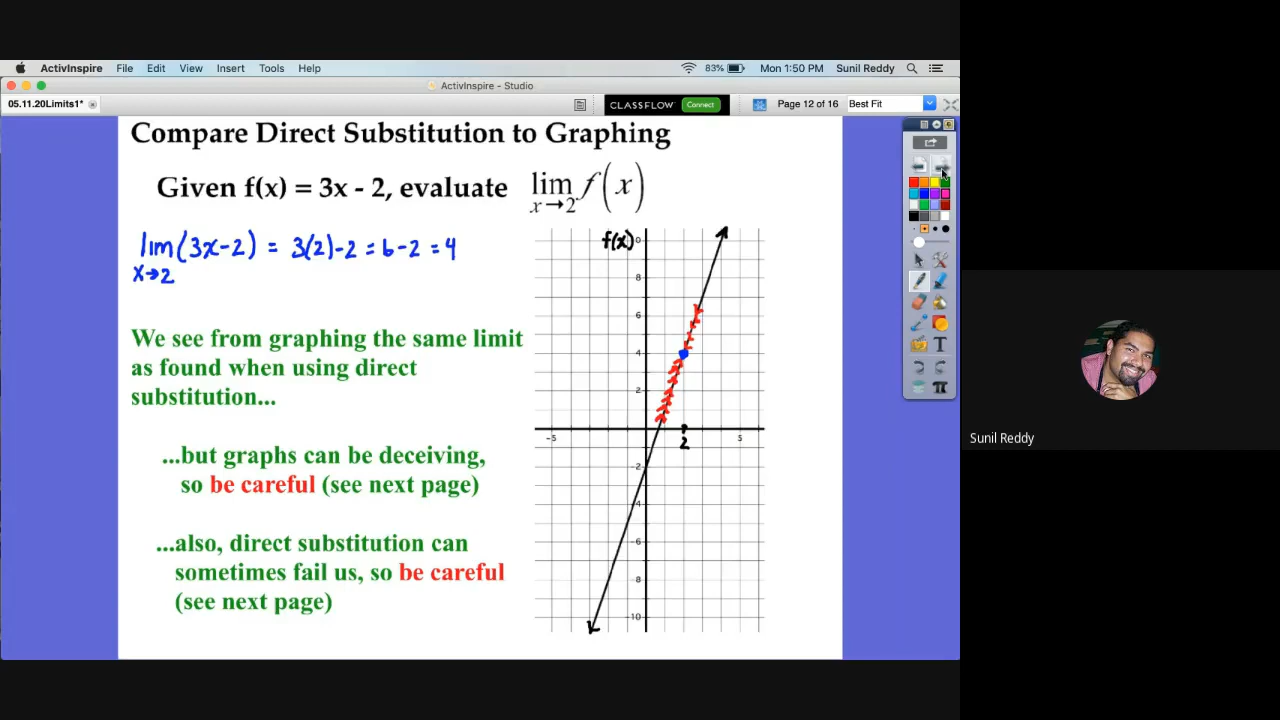 ActivInspire File Edit View Insert Tools Help 83% Mon 1:50 PM Sunil Reddy
ActivInspire - Studio
05.11.20Limits1* CLASSFLOW Connect Page 12 of 16 Best Fit
Compare Direct Substitution to Graphing
Given f(x) = 3x - 2, evaluate lim f(x)
x→2
lim (3x-2) = 3(2)-2 = 6-2 = 4
x→2
f(x) 0
8
6
We see from graphing the same limit
as found when using direct
substitution...
4
2
-5 5
2
...but graphs can be deceiving,
so be careful (see next page)
-2
-4
...also, direct substitution can
sometimes fail us, so be careful
(see next page)
-6
-8
-10
T
π
Sunil Reddy